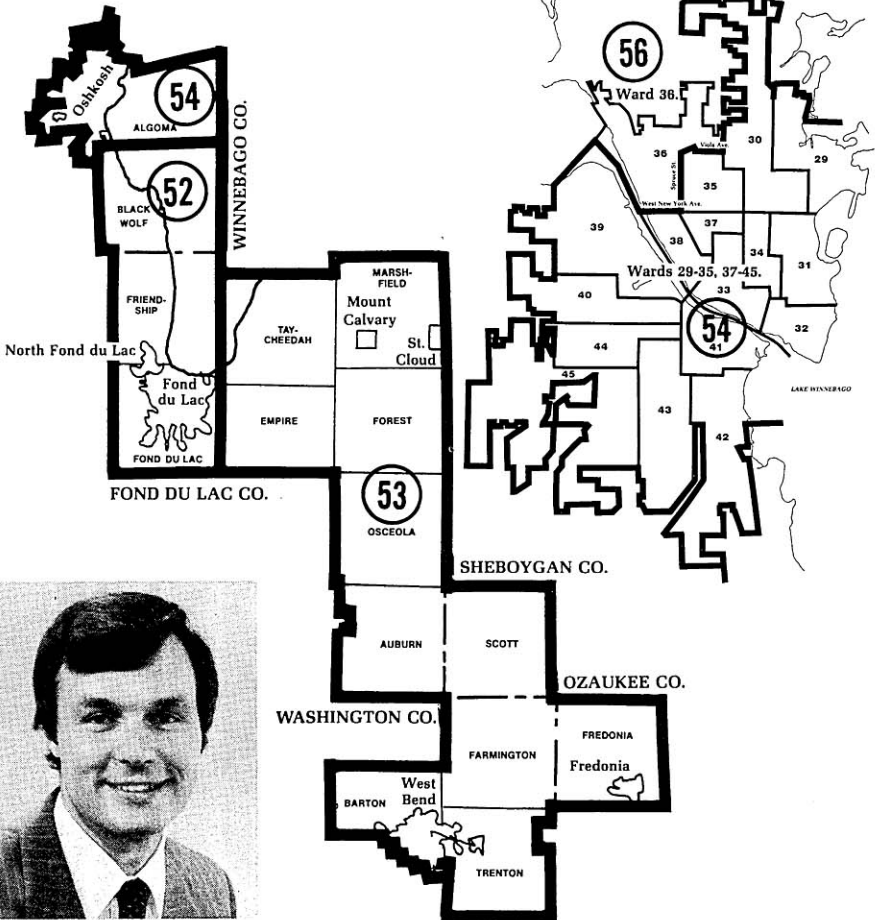 Oshkosh
54
ALGOMA
WINNEBAGO CO.
52
BLACK
WOLF
FRIEND-
SHIP
North Fond du Lac
Fond
du Lac
FOND DU LAC
FOND DU LAC CO.
TAY-
CHEEDAH
EMPIRE
MARSH-
FIELD
Mount
Calvary
St.
Cloud
FOREST
53
OSCEOLA
SHEBOYGAN CO.
AUBURN
SCOTT
OZAUKEE CO.
WASHINGTON CO.
FARMINGTON
FREDONIA
Fredonia
BARTON
West
Bend
TRENTON
56
Ward 36.
36
Viola Ave.
30
29
Spruce St
35
West New York Ave.
39
37
38
34
31
Wards 29-35, 37-45.
33
40
54
32
41
44
45
43
42
LAKE WINNEBAGO